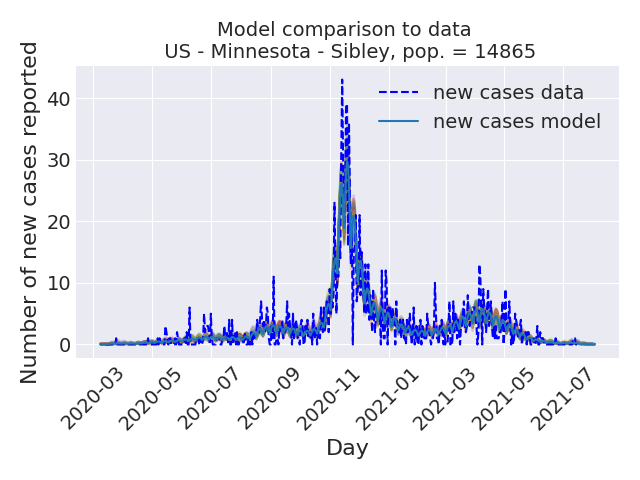 Model comparison to data
US - Minnesota - Sibley, pop. = 14865
Number of new cases reported
40
30
20
10
0
new cases data
new cases model
2020-03
2020-05
2020-07
2020-09
2020-11
2021-01
2021-03
2021-05
2021-07
Day